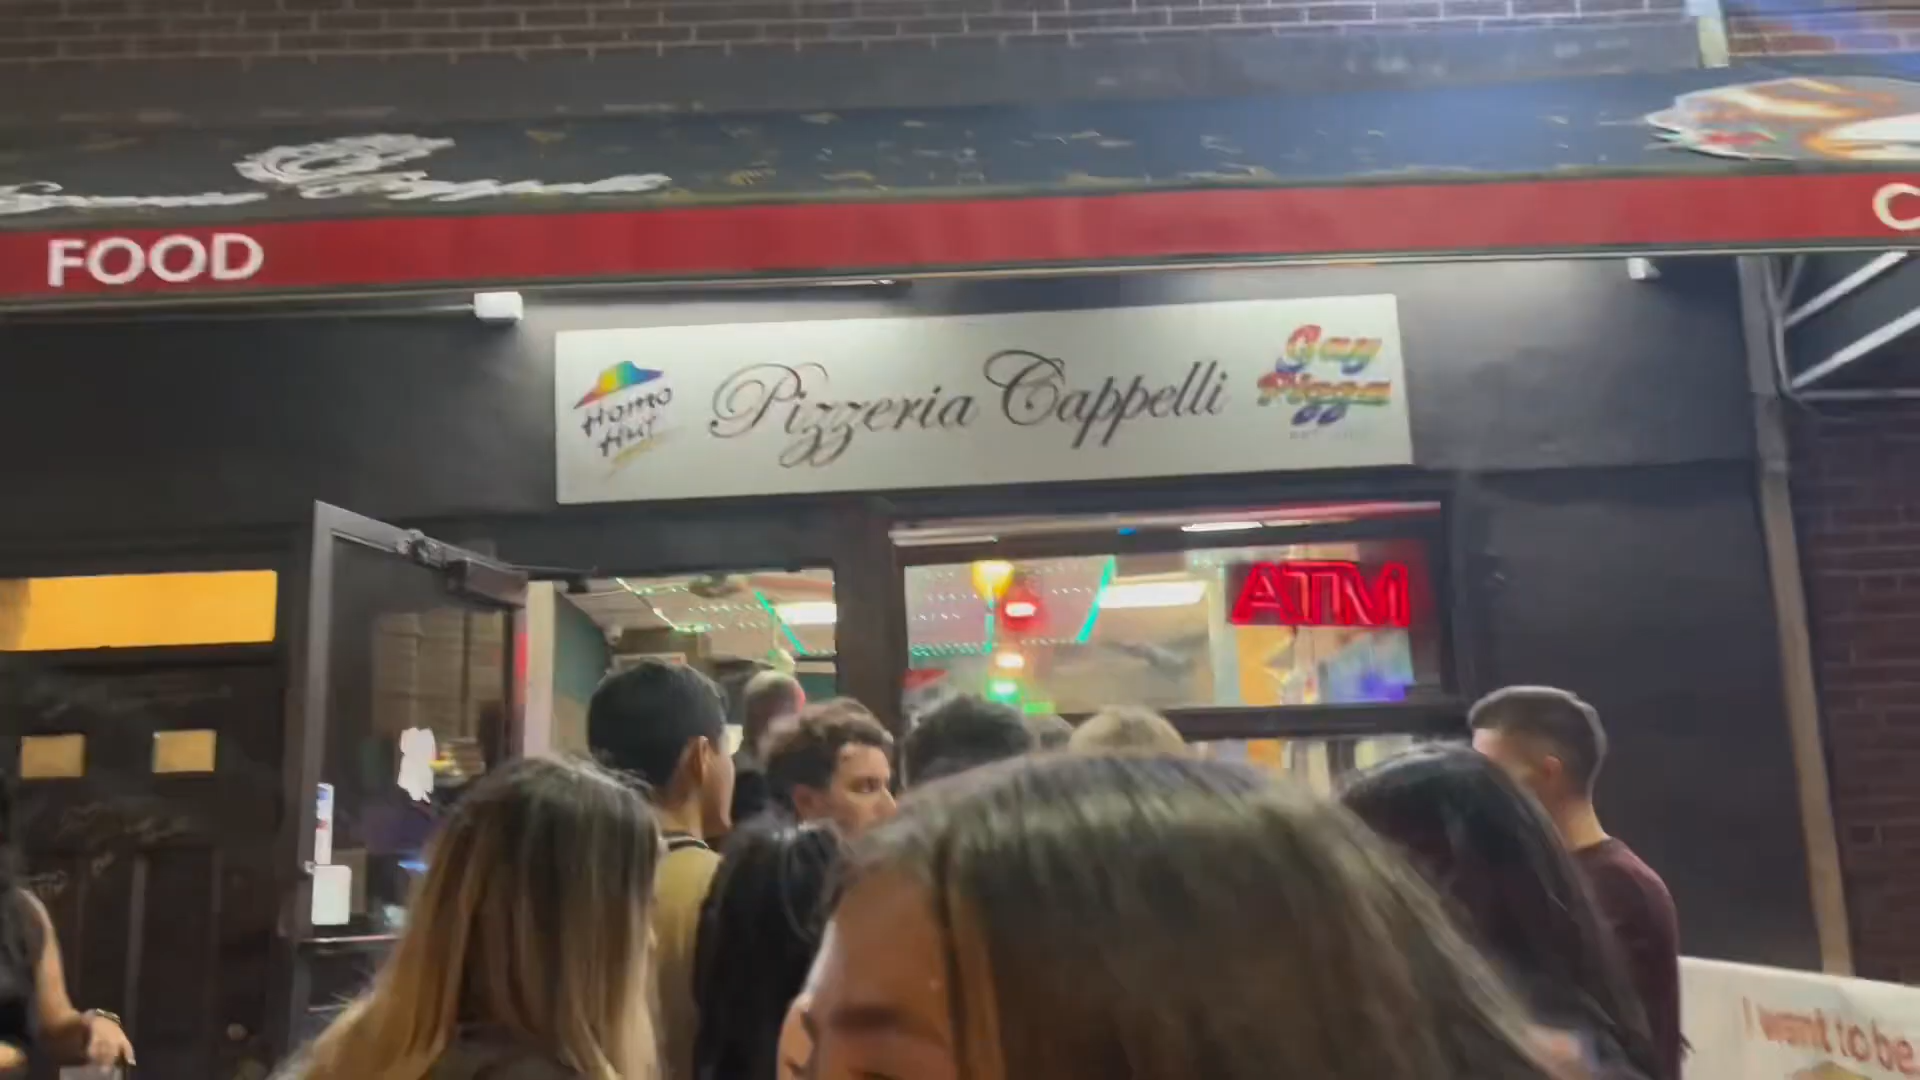 FOOD
Homo
Hut
Pizzeria Cappelli
Gay
Pizza
ATM
I want to be